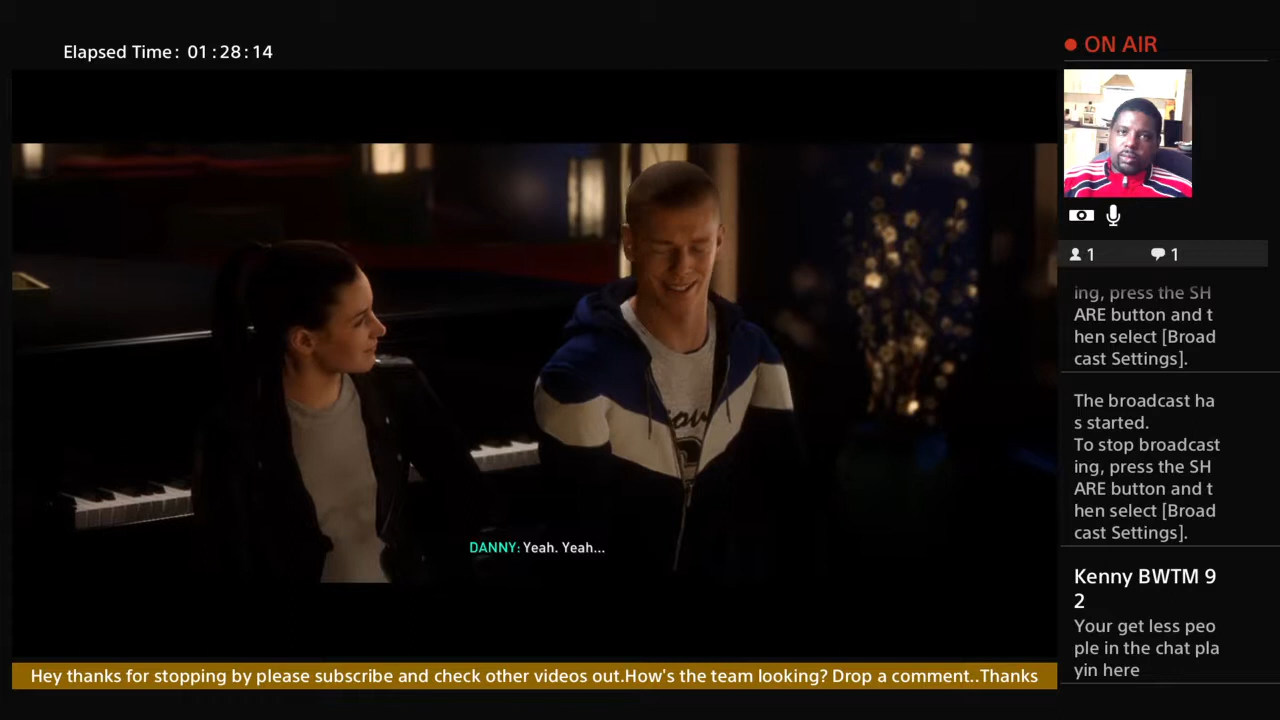 Elapsed Time: 01:28:14
ON AIR
1
1
ing, press the SH
ARE button and t
hen select [Broad
cast Settings].
The broadcast ha
s started.
To stop broadcast
ing, press the SH
ARE button and t
hen select [Broad
cast Settings].
Kenny BWTM 9
2
Your get less peo
ple in the chat pla
yin here
DANNY: Yeah. Yeah...
Hey thanks for stopping by please subscribe and check other videos out.How's the team looking? Drop a comment..Thanks